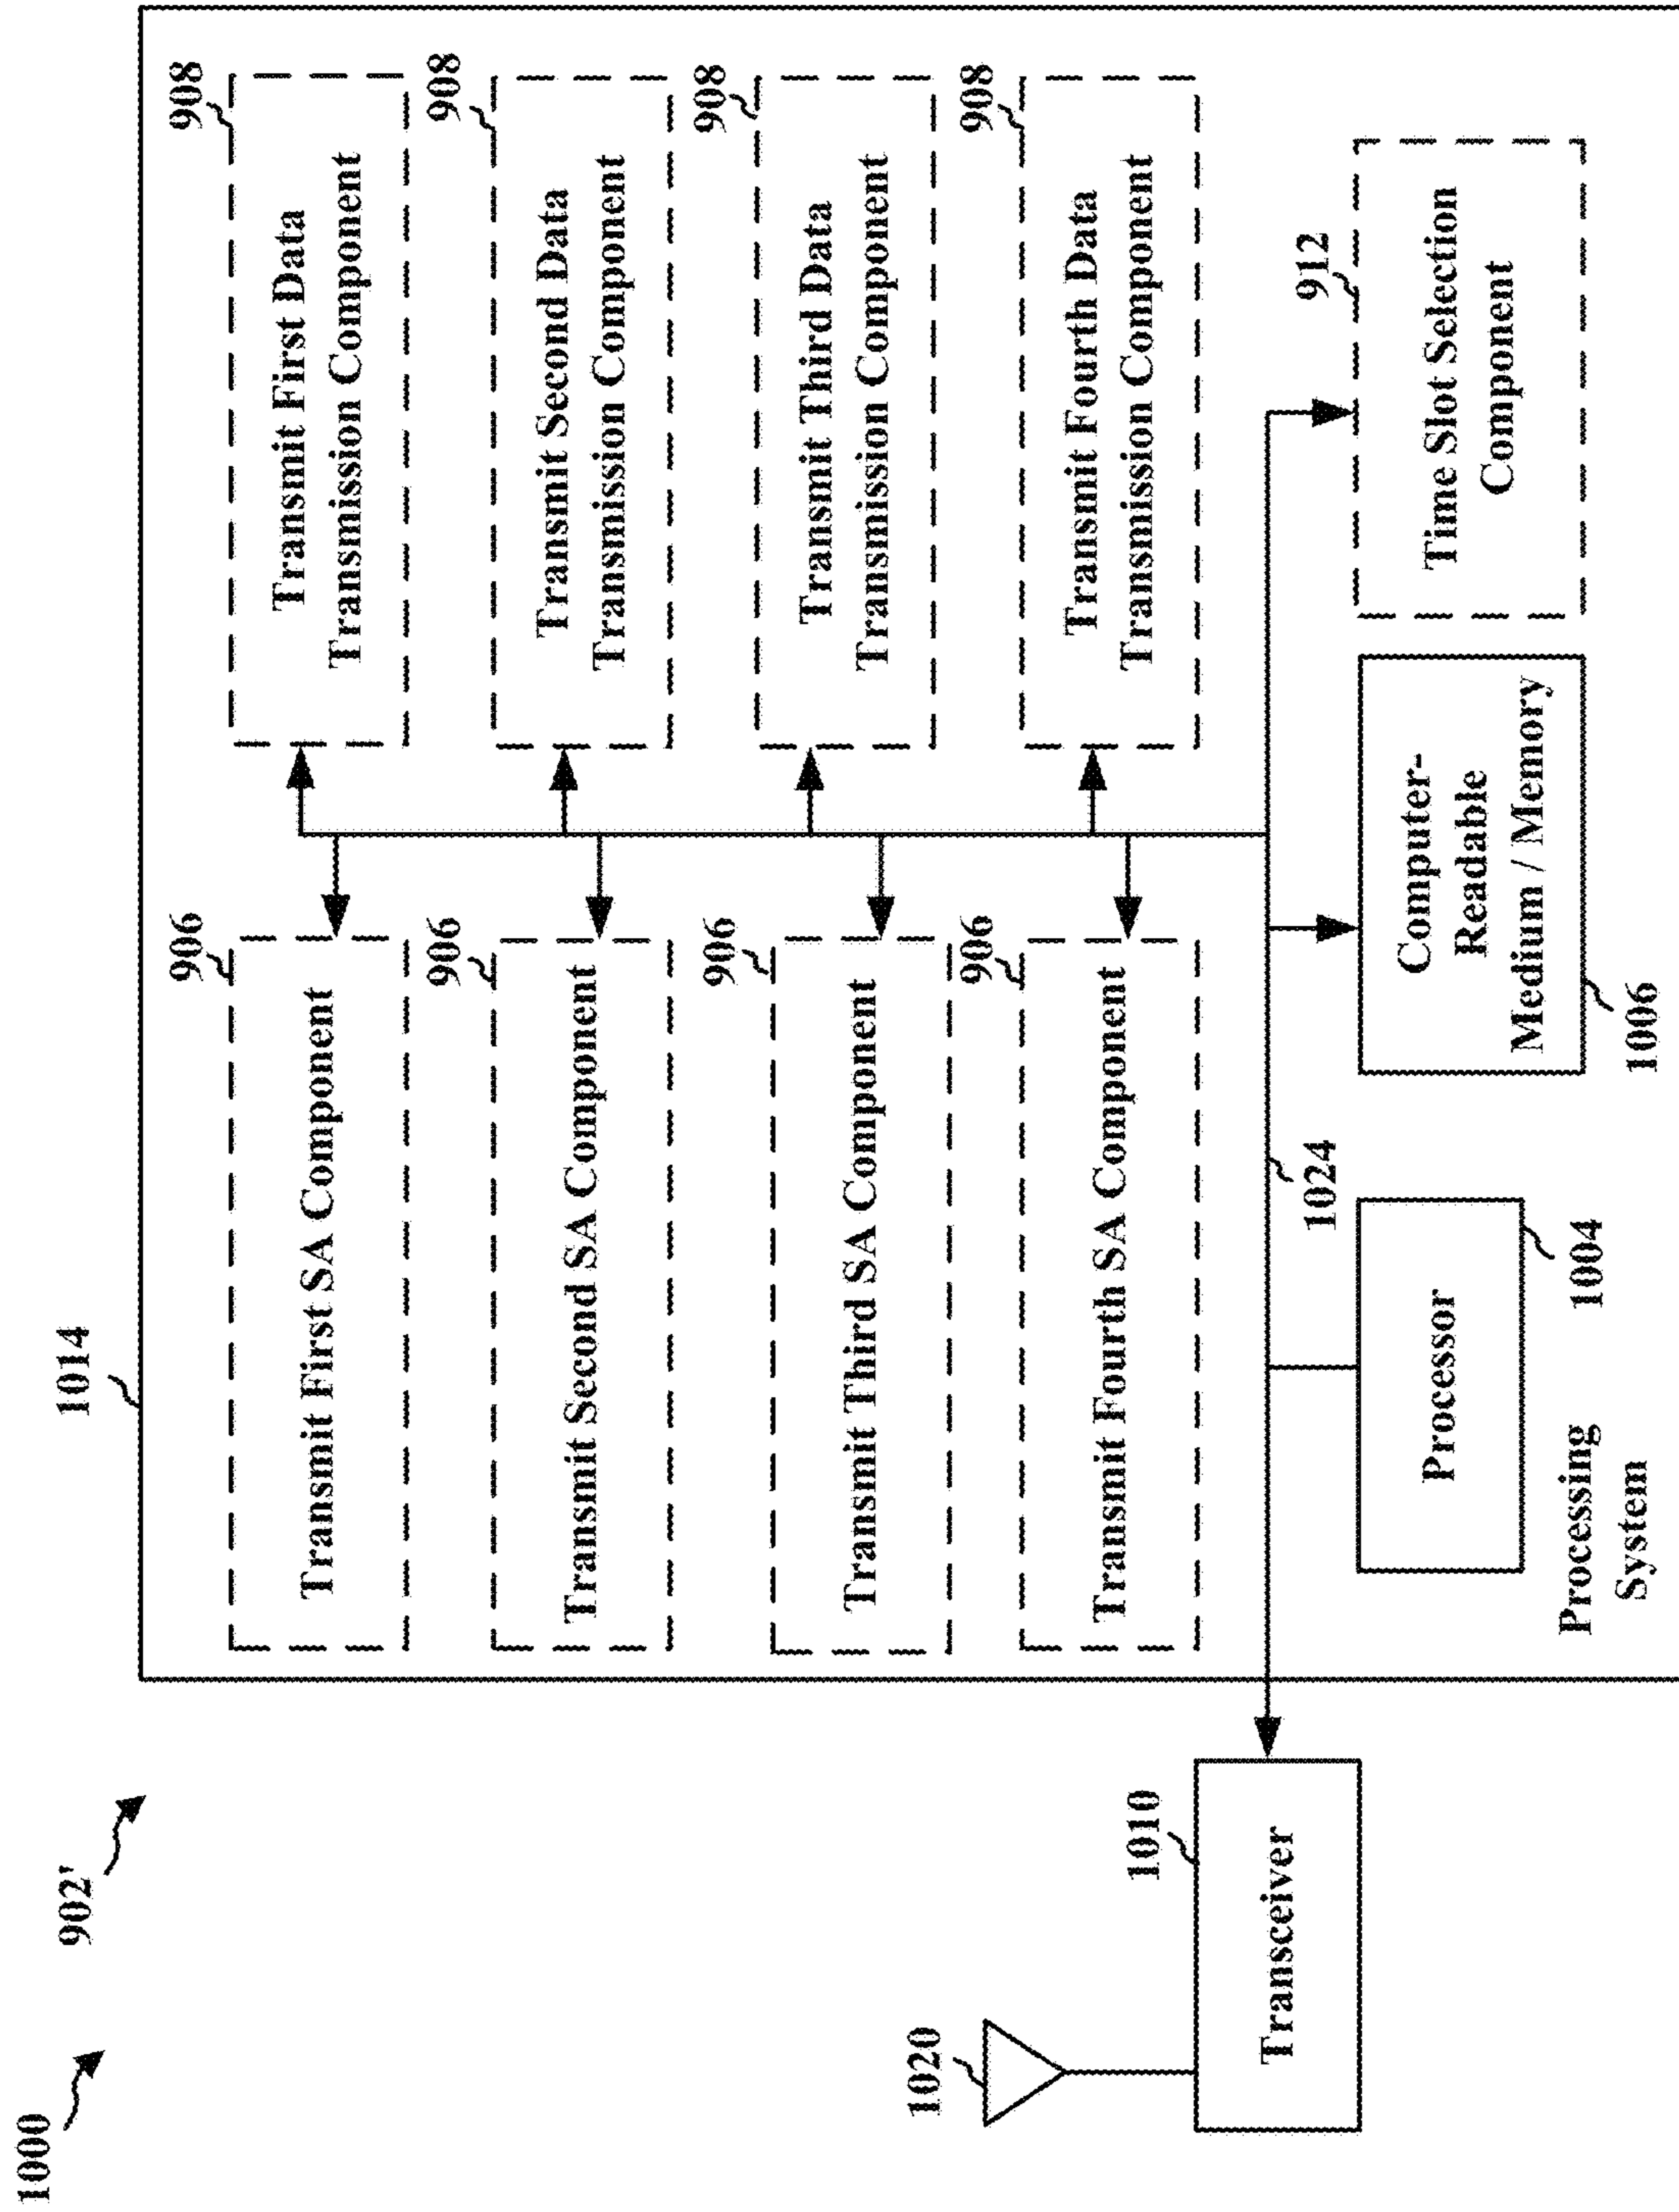 1000
902'
1014
906
Transmit First SA Component
908
Transmit First Data
Transmission Component
906
Transmit Second SA Component
908
Transmit Second Data
Transmission Component
906
Transmit Third SA Component
908
Transmit Third Data
Transmission Component
906
Transmit Fourth SA Component
908
Transmit Fourth Data
Transmission Component
1020
1010
Transceiver
1024
Processor
1004
Processing
System
Computer-
Readable
Medium / Memory
1006
912
Time Slot Selection
Component